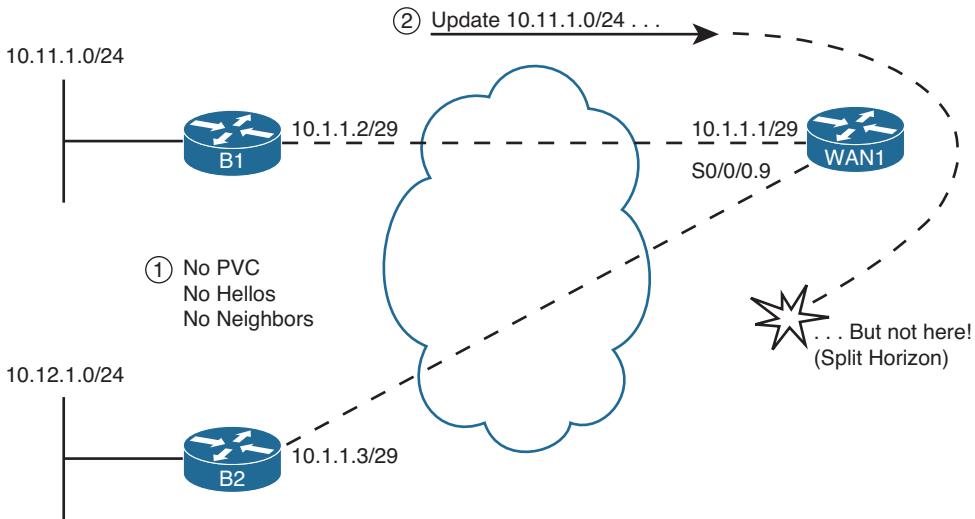 ② Update 10.11.1.0/24 . . .
10.11.1.0/24
10.1.1.2/29
10.1.1.1/29
B1
WAN1
S0/0/0.9
① No PVC
No Hellos
No Neighbors
. . . But not here!
(Split Horizon)
10.12.1.0/24
10.1.1.3/29
B2